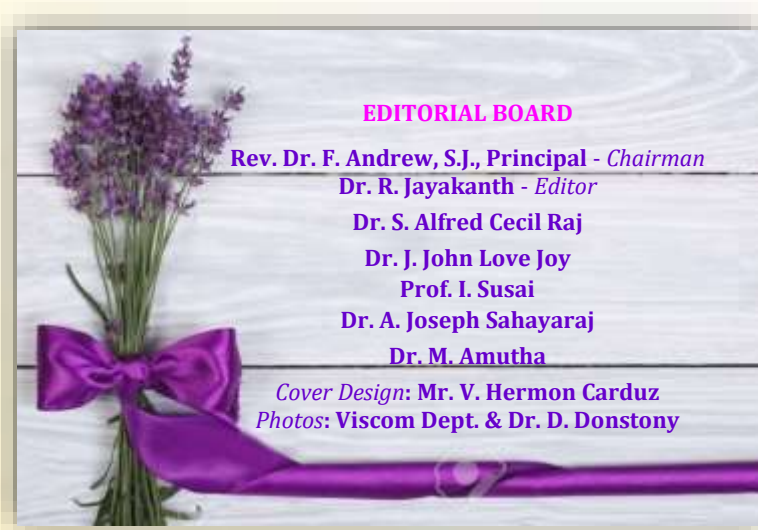 EDITORIAL BOARD
Rev. Dr. F. Andrew, S.J., Principal - Chairman
Dr. R. Jayakanth - Editor
Dr. S. Alfred Cecil Raj
Dr. J. John Love Joy
Prof. I. Susai
Dr. A. Joseph Sahayaraj
Dr. M. Amutha
Cover Design: Mr. V. Hermon Carduz
Photos: Viscom Dept. & Dr. D. Donstony